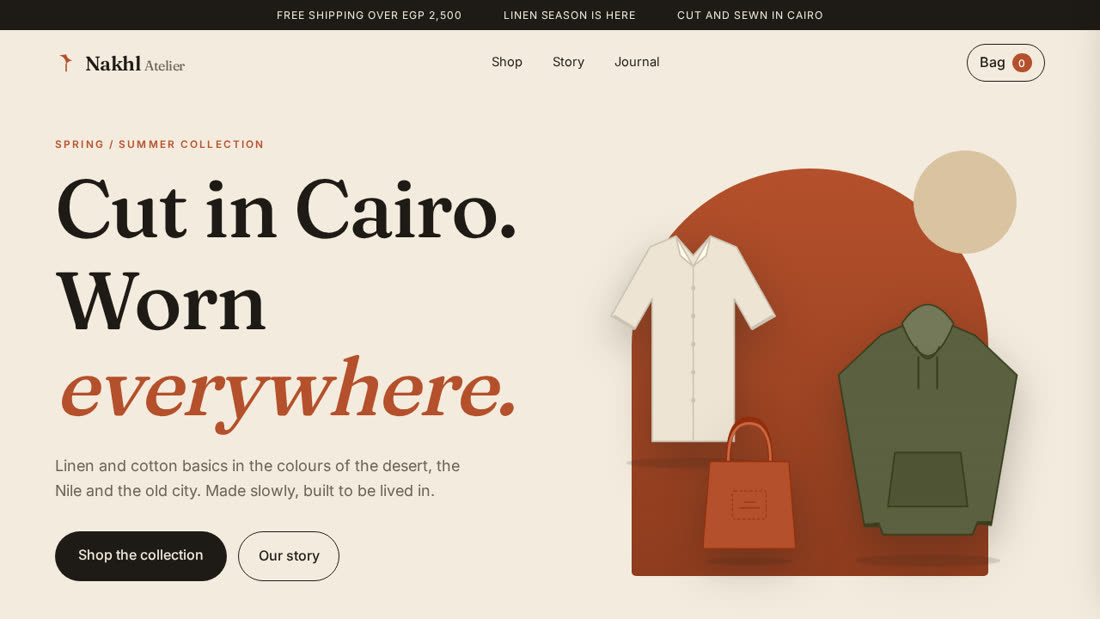 FREE SHIPPING OVER EGP 2,500 LINEN SEASON IS HERE CUT AND SEWN IN CAIRO
Nakhl Atelier Shop Story Journal Bag 0
SPRING / SUMMER COLLECTION
Cut in Cairo.
Worn
everywhere.
Linen and cotton basics in the colours of the desert, the
Nile and the old city. Made slowly, built to be lived in.
Shop the collection Our story